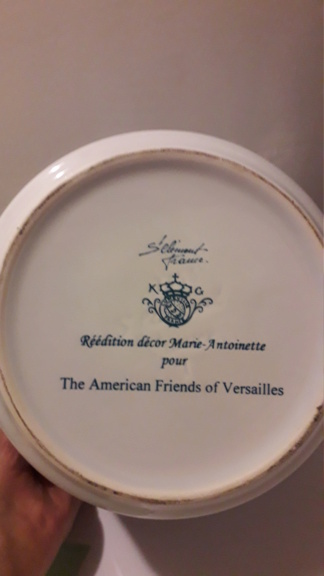 St Clément
France.
K G
Réédition décor Marie-Antoinette
pour
The American Friends of Versailles